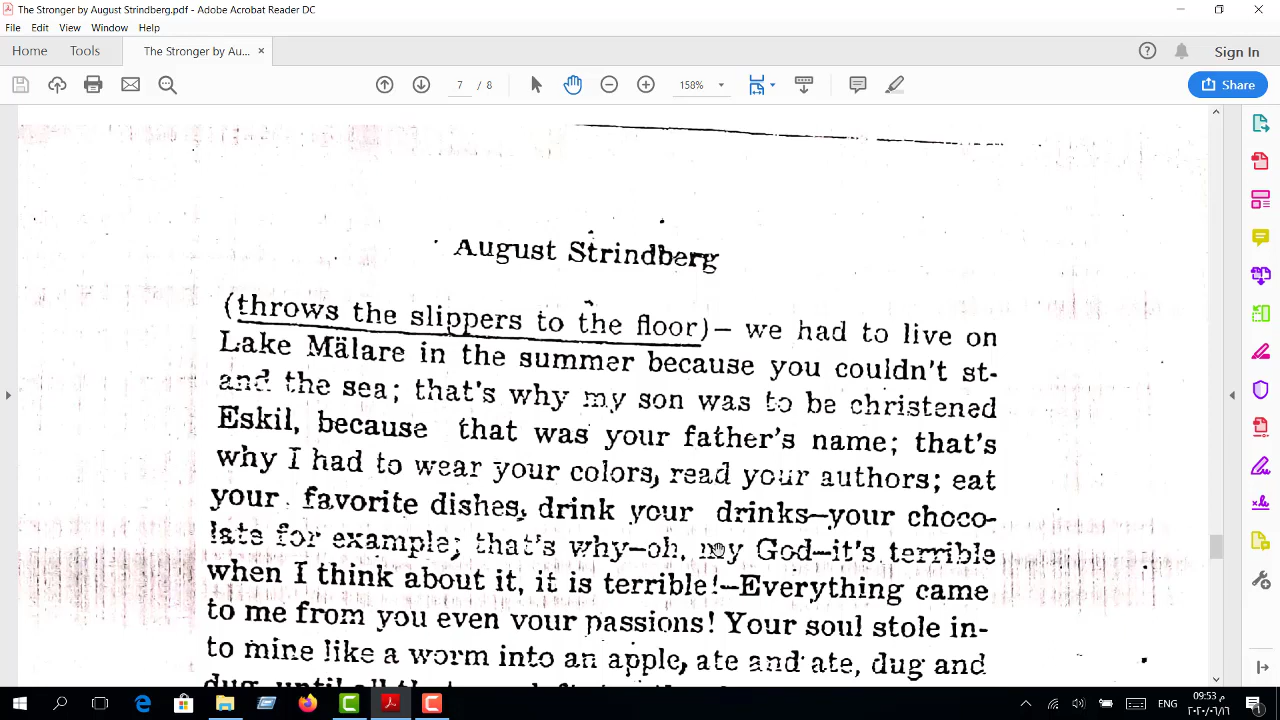 The Stronger by August Strindberg.pdf - Adobe Acrobat Reader DC
File Edit View Window Help
Home Tools The Stronger by Au... × Sign In
7 / 8 158% Share
August Strindberg
(throws the slippers to the floor)– we had to live on
Lake Mälare in the summer because you couldn't st-
and the sea; that's why my son was to be christened
Eskil, because that was your father's name; that's
why I had to wear your colors, read your authors; eat
your favorite dishes, drink your drinks—your choco-
late for example; that's why—oh, my God—it's terrible
when I think about it, it is terrible!—Everything came
to me from you even your passions! Your soul stole in-
to mine like a worm into an apple, ate and ate, dug and
dug, until all that
ENG 09:53 م